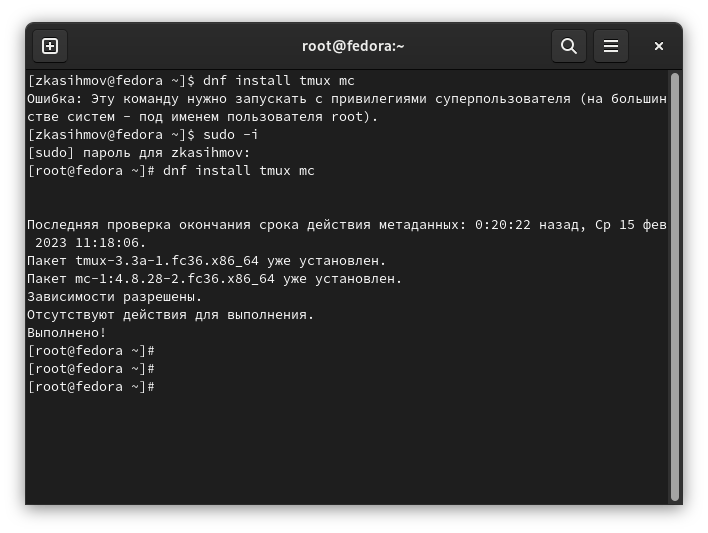 root@fedora:~
[zkasihmov@fedora ~]$ dnf install tmux mc
Ошибка: Эту команду нужно запускать с привилегиями суперпользователя (на большин
стве систем - под именем пользователя root).
[zkasihmov@fedora ~]$ sudo -i
[sudo] пароль для zkasihmov:
[root@fedora ~]# dnf install tmux mc
Последняя проверка окончания срока действия метаданных: 0:20:22 назад, Ср 15 фев
 2023 11:18:06.
Пакет tmux-3.3a-1.fc36.x86_64 уже установлен.
Пакет mc-1:4.8.28-2.fc36.x86_64 уже установлен.
Зависимости разрешены.
Отсутствуют действия для выполнения.
Выполнено!
[root@fedora ~]#
[root@fedora ~]#
[root@fedora ~]#